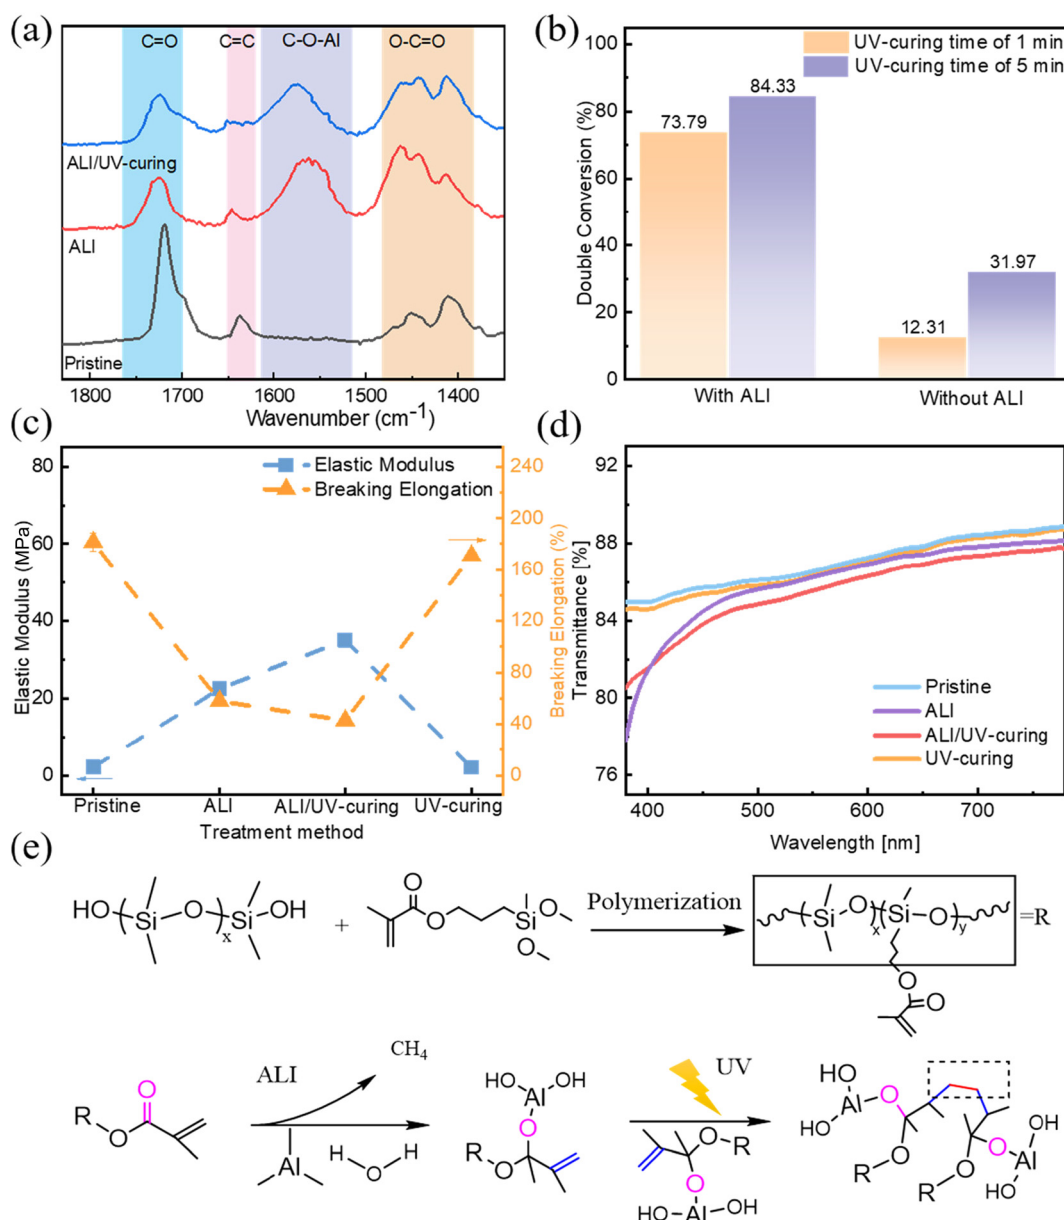 (a)
C=O
C=C
C-O-Al
O-C=O
ALI/UV-curing
ALI
Pristine
1800
1700
1600
1500
1400
Wavenumber (cm-1)
(b)
100
80
60
40
20
0
Double Conversion (%)
UV-curing time of 1 min
UV-curing time of 5 min
73.79
84.33
12.31
31.97
With ALI
Without ALI
(c)
80
60
40
20
0
Elastic Modulus (MPa)
Elastic Modulus
Breaking Elongation
240
200
160
120
80
40
0
Breaking Elongation (%)
Pristine
ALI
ALI/UV-curing
UV-curing
Treatment method
(d)
92
88
84
80
76
Transmittance [%]
Pristine
ALI
ALI/UV-curing
UV-curing
400
500
600
700
Wavelength [nm]
(e)
HO
Si
O
x
Si
OH
+
O
O
Si
O
O
Polymerization
Si
O
x
Si
O
y
=R
O
O
R
O
O
ALI
CH4
Al
H
O
H
HO
OH
Al
O
R
O
UV
O
R
O
HO
Al
OH
HO
Al
O
HO
O
R
O
R
O
OH
Al
HO